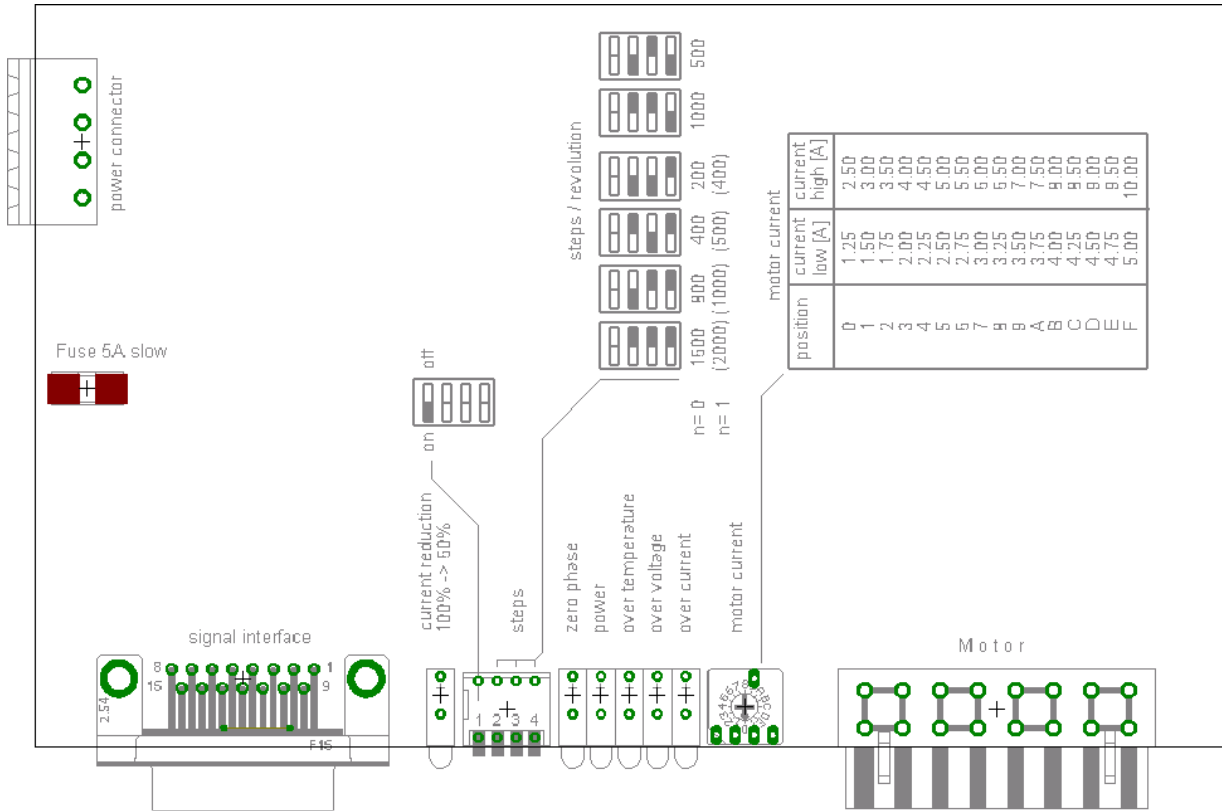 power connector
Fuse 5A slow
off
on
current reduction
100% -> 50%
steps
steps / revolution
500
1000
200
(400)
400
(500)
800
(1000)
1600
(2000)
n= 0
n= 1
motor current
position
current
low [A]
current
high [A]
0 1.25 2.50
1 1.50 3.00
2 1.75 3.50
3 2.00 4.00
4 2.25 4.50
5 2.50 5.00
6 2.75 5.50
7 3.00 6.00
8 3.25 6.50
9 3.50 7.00
A 3.75 7.50
B 4.00 8.00
C 4.25 8.50
D 4.50 9.00
E 4.75 9.50
F 5.00 10.00
zero phase
power
over temperature
over voltage
over current
motor current
signal interface
8 1
15 9
2.54
F15
1 2 3 4
Motor